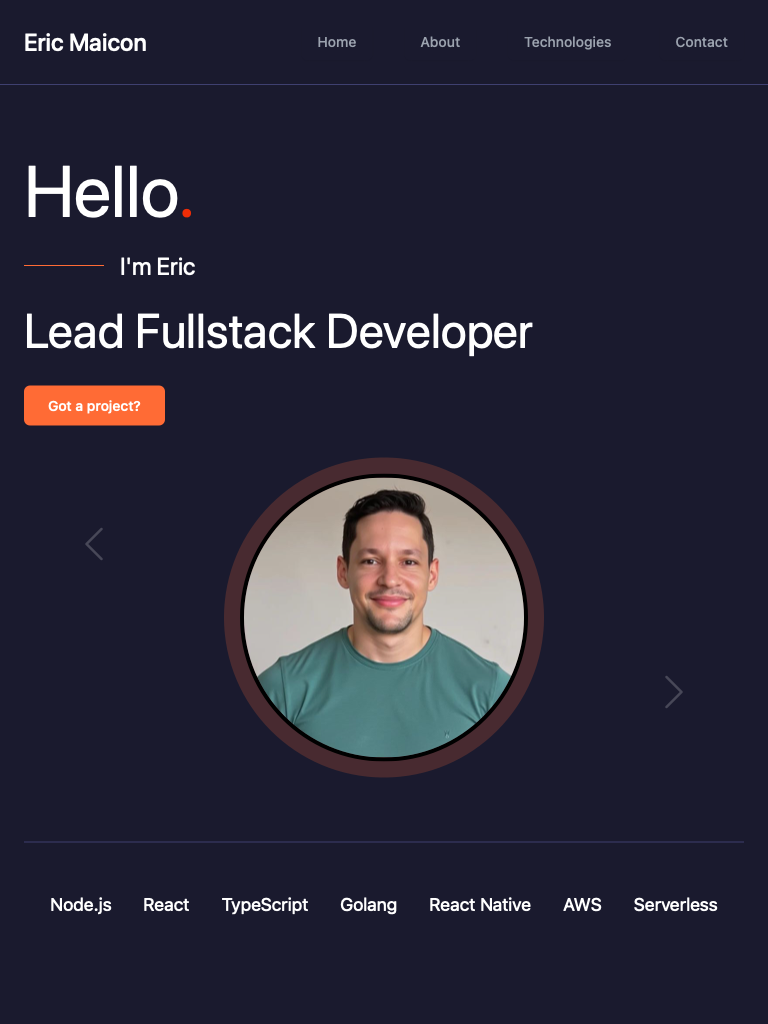 Eric Maicon
Home About Technologies Contact
Hello.
I'm Eric
Lead Fullstack Developer
Got a project?
Node.js React TypeScript Golang React Native AWS Serverless